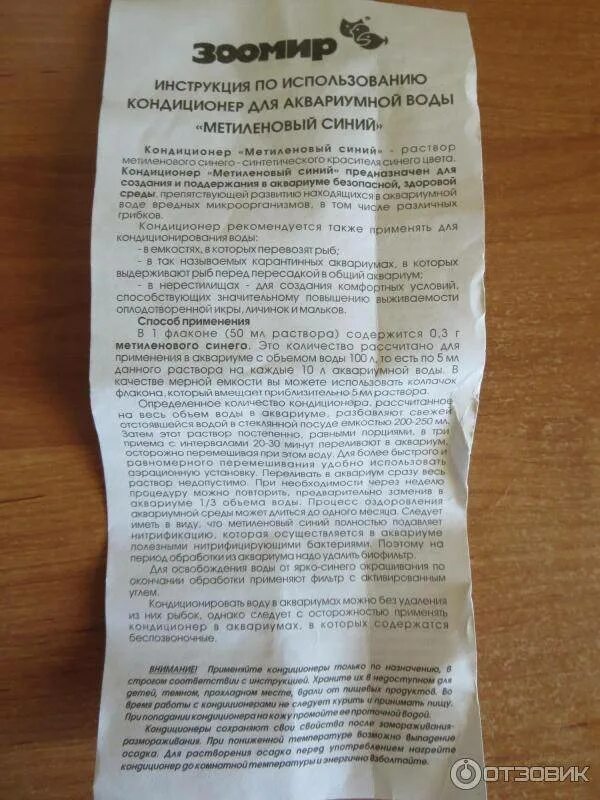 ЗООМИР
ИНСТРУКЦИЯ ПО ИСПОЛЬЗОВАНИЮ
КОНДИЦИОНЕР ДЛЯ АКВАРИУМНОЙ ВОДЫ
«МЕТИЛЕНОВЫЙ СИНИЙ»
Кондиционер «Метиленовый синий» - раствор
метиленового синего - синтетического красителя синего цвета.
Кондиционер «Метиленовый синий» предназначен для
создания и поддержания в аквариуме безопасной, здоровой
среды, препятствующей развитию находящихся в аквариумной
воде вредных микроорганизмов, в том числе различных
грибков.
Кондиционер рекомендуется также применять для
кондиционирования воды:
- в емкостях, в которых перевозят рыб;
- в так называемых карантинных аквариумах, в которых
выдерживают рыб перед пересадкой в общий аквариум;
- в нерестилищах - для создания комфортных условий,
способствующих значительному повышению выживаемости
оплодотворенной икры, личинок и мальков.
Способ применения
В 1 флаконе (50 мл раствора) содержится 0,3 г
метиленового синего. Это количество рассчитано для
применения в аквариуме с объемом воды 100 л, то есть по 5 мл
данного раствора на каждые 10 л аквариумной воды. В
качестве мерной емкости вы можете использовать колпачок
флакона, который вмещает приблизительно 5 мл раствора.
Определенное количество кондиционера, рассчитанное
на весь объем воды в аквариуме, разбавляют свежей
отстоявшейся водой в стеклянной посуде емкостью 200-250 мл.
Затем этот раствор постепенно, равными порциями, в три
приема с интервалами 20-30 минут переливают в аквариум,
осторожно перемешивая при этом воду. Для более быстрого и
равномерного перемешивания удобно использовать
аэрационную установку. Переливать в аквариум сразу весь
раствор недопустимо. При необходимости через неделю
процедуру можно повторить, предварительно заменив в
аквариуме 1/3 объема воды. Процесс оздоровления
аквариумной среды может длиться до одного месяца. Следует
иметь в виду, что метиленовый синий полностью подавляет
нитрификацию, которая осуществляется в аквариуме
полезными нитрифицирующими бактериями. Поэтому на
период обработки из аквариума надо удалить биофильтр.
Для освобождения воды от ярко-синего окрашивания по
окончании обработки применяют фильтр с активированным
углем.
Кондиционировать воду в аквариумах можно без удаления
из них рыбок, однако следует с осторожностью применять
кондиционер в аквариумах, в которых содержатся
беспозвоночные.
ВНИМАНИЕ! Применяйте кондиционеры только по назначению, в
строгом соответствии с инструкцией. Храните их в недоступном для
детей, темном, прохладном месте, вдали от пищевых продуктов. Во
время работы с кондиционерами не следует курить и принимать пищу.
При попадании кондиционера на кожу промойте ее проточной водой.
Кондиционеры сохраняют свои свойства после замораживания-
размораживания. При пониженной температуре возможно выпадение
осадка. Для растворения осадка перед употреблением нагрейте
кондиционер до комнатной температуры и энергично взболтайте.
ОТЗОВИК